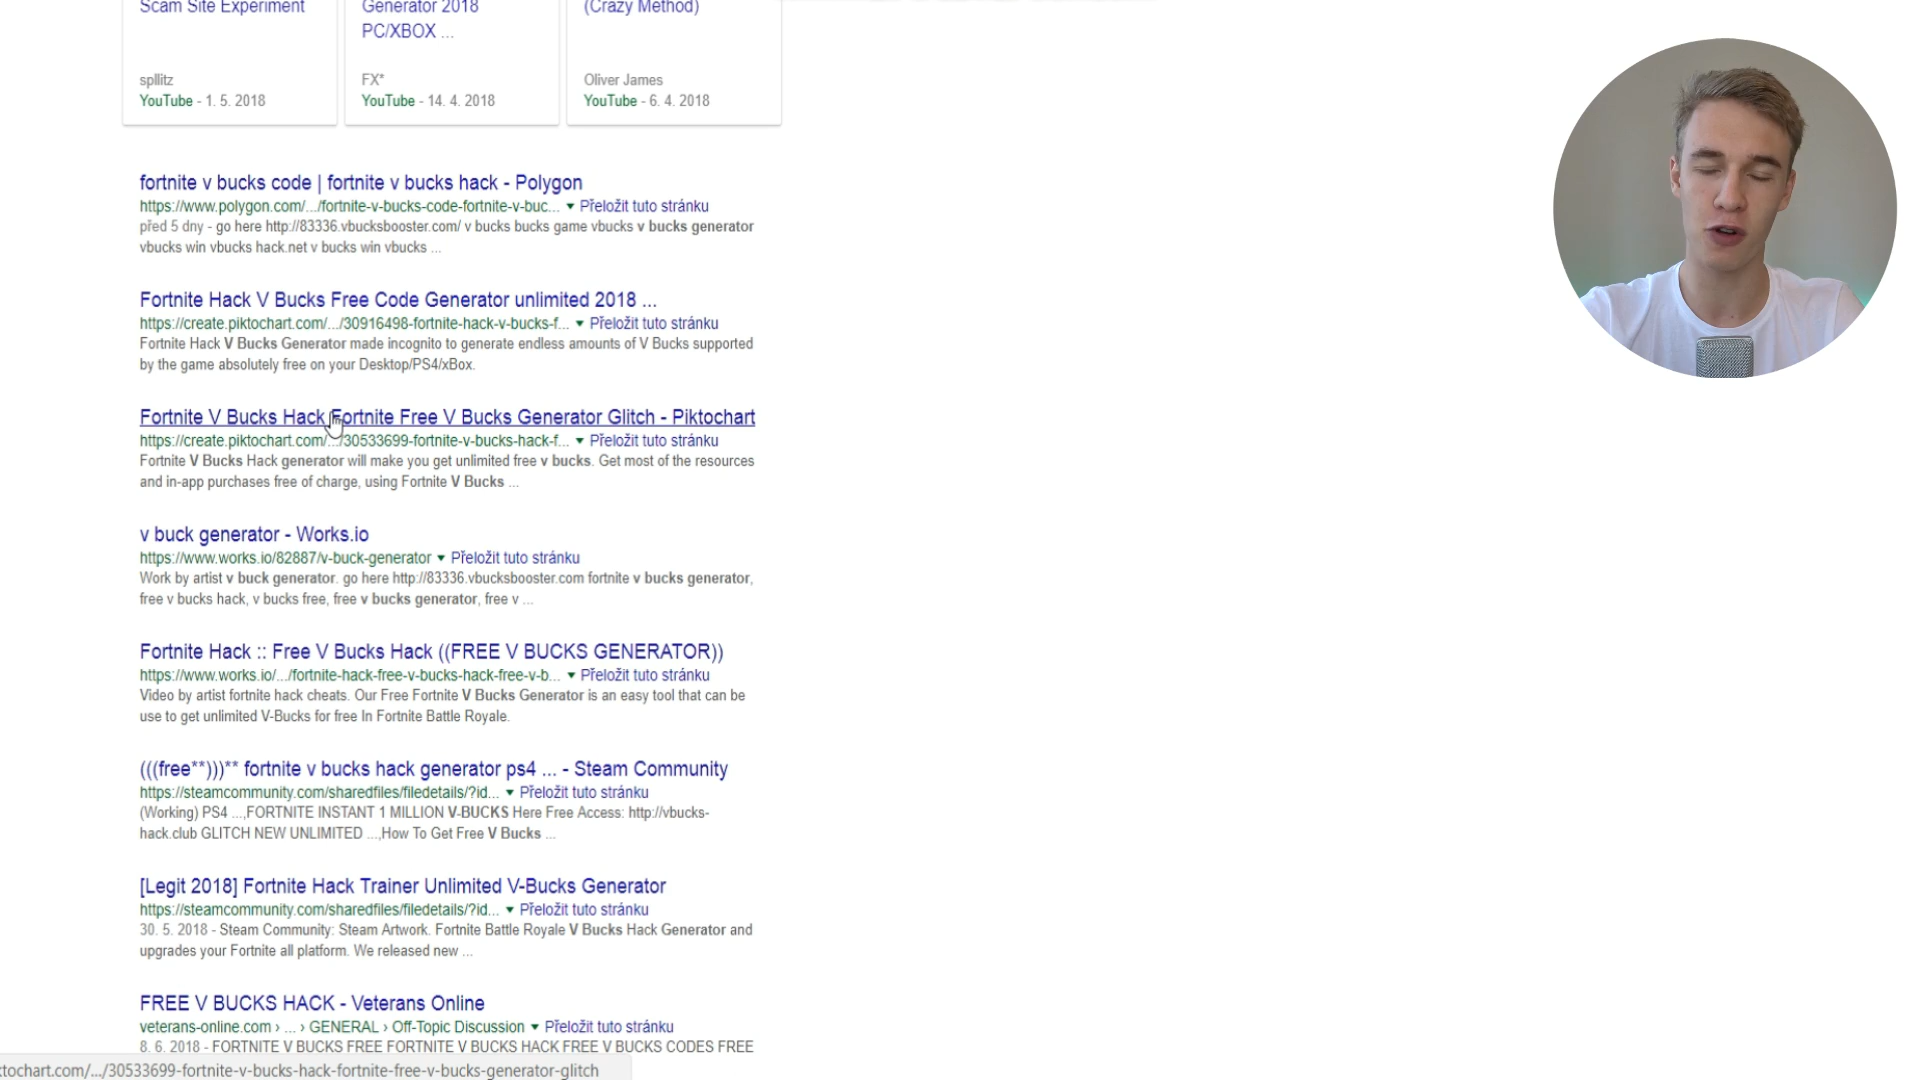 Scam Site Experiment
Generator 2018
PC/XBOX ...
(Crazy Method)
spllitz
YouTube - 1. 5. 2018
FX*
YouTube - 14. 4. 2018
Oliver James
YouTube - 6. 4. 2018
fortnite v bucks code | fortnite v bucks hack - Polygon
https://www.polygon.com/.../fortnite-v-bucks-code-fortnite-v-buc... ▼ Přeložit tuto stránku
před 5 dny - go here http://83336.vbucksbooster.com/ v bucks bucks game vbucks v bucks generator
vbucks win vbucks hack.net v bucks win vbucks ...
Fortnite Hack V Bucks Free Code Generator unlimited 2018 ...
https://create.piktochart.com/.../30916498-fortnite-hack-v-bucks-f... ▼ Přeložit tuto stránku
Fortnite Hack V Bucks Generator made incognito to generate endless amounts of V Bucks supported
by the game absolutely free on your Desktop/PS4/xBox.
Fortnite V Bucks Hack Fortnite Free V Bucks Generator Glitch - Piktochart
https://create.piktochart.com/.../30533699-fortnite-v-bucks-hack-f... ▼ Přeložit tuto stránku
Fortnite V Bucks Hack generator will make you get unlimited free v bucks. Get most of the resources
and in-app purchases free of charge, using Fortnite V Bucks ...
v buck generator - Works.io
https://www.works.io/82887/v-buck-generator ▼ Přeložit tuto stránku
Work by artist v buck generator. go here http://83336.vbucksbooster.com fortnite v bucks generator,
free v bucks hack, v bucks free, free v bucks generator, free v ...
Fortnite Hack :: Free V Bucks Hack ((FREE V BUCKS GENERATOR))
https://www.works.io/.../fortnite-hack-free-v-bucks-hack-free-v-b... ▼ Přeložit tuto stránku
Video by artist fortnite hack cheats. Our Free Fortnite V Bucks Generator is an easy tool that can be
use to get unlimited V-Bucks for free In Fortnite Battle Royale.
(((free**)))** fortnite v bucks hack generator ps4 ... - Steam Community
https://steamcommunity.com/sharedfiles/filedetails/?id... ▼ Přeložit tuto stránku
(Working) PS4 ...,FORTNITE INSTANT 1 MILLION V-BUCKS Here Free Access: http://vbucks-
hack.club GLITCH NEW UNLIMITED ...,How To Get Free V Bucks ...
[Legit 2018] Fortnite Hack Trainer Unlimited V-Bucks Generator
https://steamcommunity.com/sharedfiles/filedetails/?id... ▼ Přeložit tuto stránku
30. 5. 2018 - Steam Community: Steam Artwork. Fortnite Battle Royale V Bucks Hack Generator and
upgrades your Fortnite all platform. We released new ...
FREE V BUCKS HACK - Veterans Online
veterans-online.com › ... › GENERAL › Off-Topic Discussion ▼ Přeložit tuto stránku
8. 6. 2018 - FORTNITE V BUCKS FREE FORTNITE V BUCKS HACK FREE V BUCKS CODES FREE
tochart.com/.../30533699-fortnite-v-bucks-hack-fortnite-free-v-bucks-generator-glitch